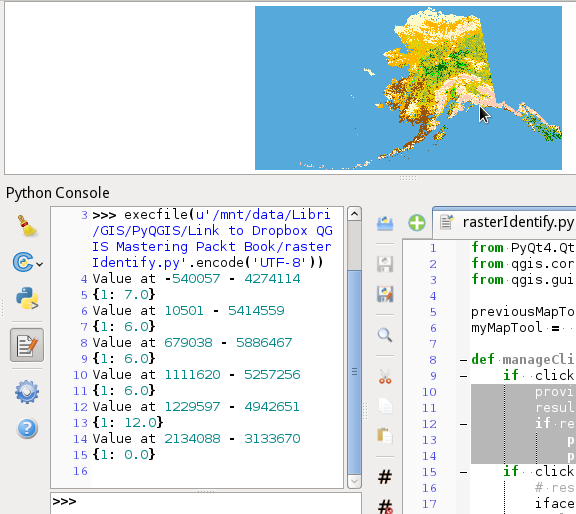 Python Console
3 >>> execfile(u'/mnt/data/Libri
/GIS/PyQGIS/Link to Dropbox QG
IS Mastering Packt Book/raster
Identify.py'.encode('UTF-8'))
4 Value at -540057 - 4274114
5 {1: 7.0}
6 Value at 10501 - 5414559
7 {1: 6.0}
8 Value at 679038 - 5886467
9 {1: 6.0}
10 Value at 1111620 - 5257256
11 {1: 6.0}
12 Value at 1229597 - 4942651
13 {1: 12.0}
14 Value at 2134088 - 3133670
15 {1: 0.0}
16
>>>
rasterIdentify.py
1 from PyQt4.Qt
2 from qgis.cor
3 from qgis.gui
4
5 previousMapTo
6 myMapTool =
7
8 def manageCli
9 if click
10 provi
11 resul
12 if re
13 p
14 p
15 if click
16 # res
17 iface